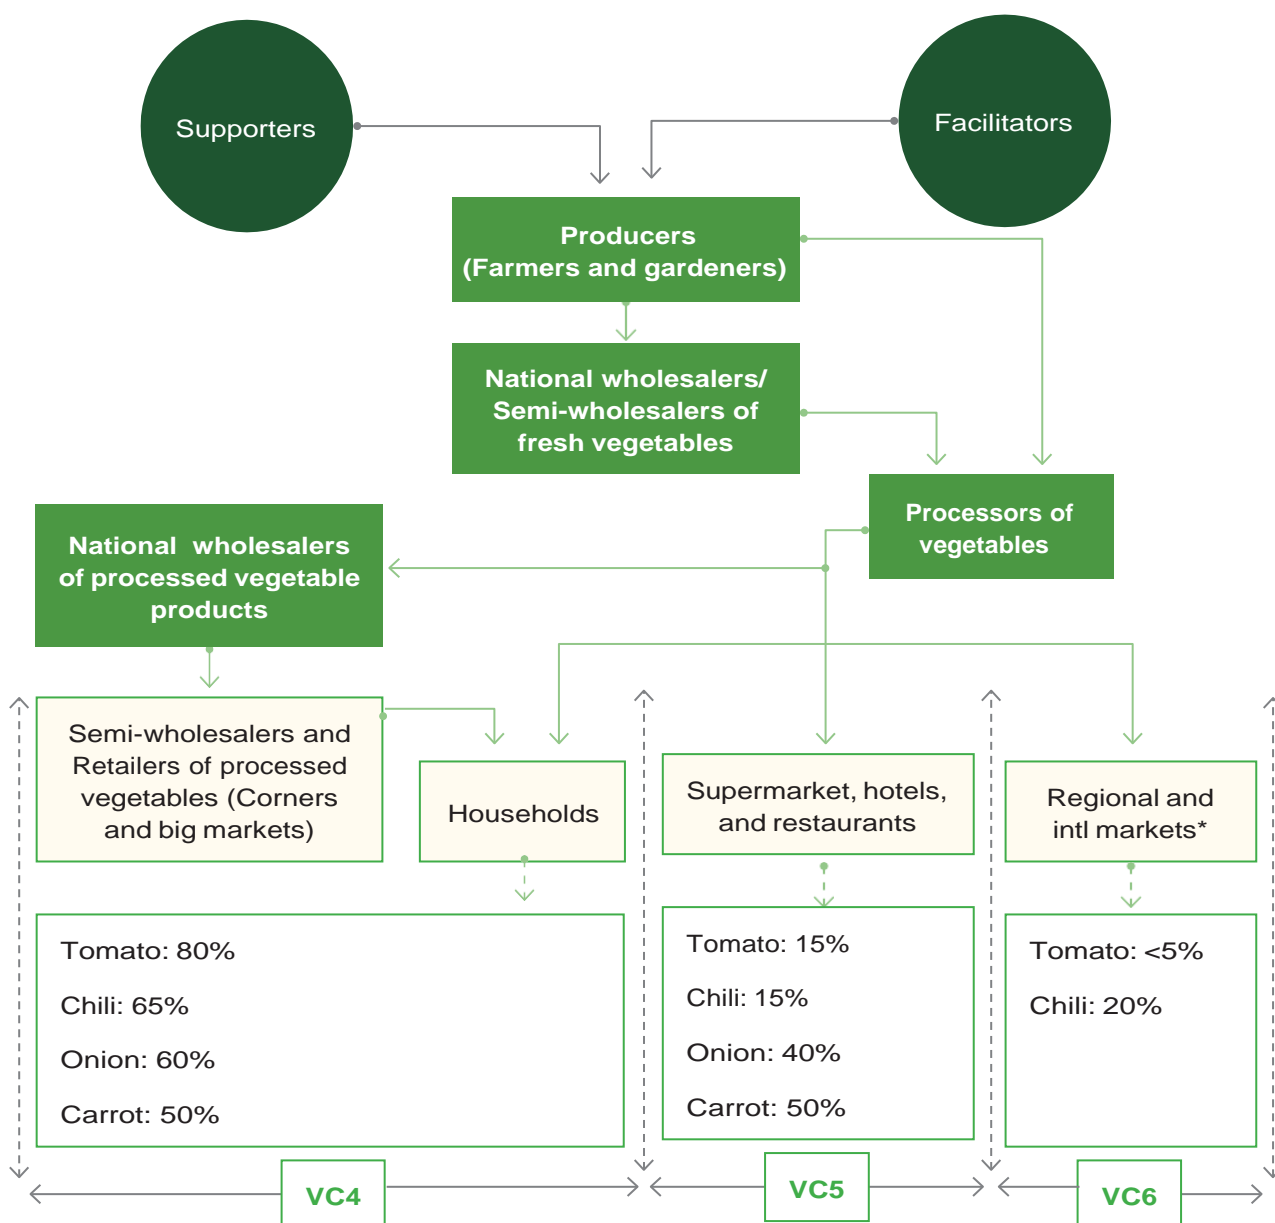 Supporters
Facilitators
Producers
(Farmers and gardeners)
National wholesalers/
Semi-wholesalers of
fresh vegetables
Processors of
vegetables
National wholesalers
of processed vegetable
products
Semi-wholesalers and
Retailers of processed
vegetables (Corners
and big markets)
Households
Supermarket, hotels,
and restaurants
Regional and
intl markets*
Tomato: 80%
Chili: 65%
Onion: 60%
Carrot: 50%
Tomato: 15%
Chili: 15%
Onion: 40%
Carrot: 50%
Tomato: <5%
Chili: 20%
VC4
VC5
VC6